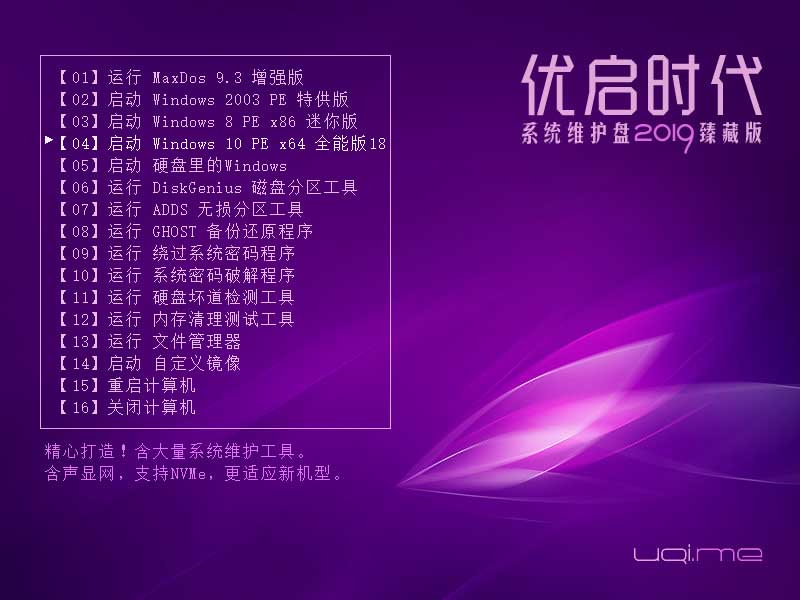 优启时代
系统维护盘2019臻藏版
【01】运行 MaxDos 9.3 增强版
【02】启动 Windows 2003 PE 特供版
【03】启动 Windows 8 PE x86 迷你版
【04】启动 Windows 10 PE x64 全能版18
【05】启动 硬盘里的Windows
【06】运行 DiskGenius 磁盘分区工具
【07】运行 ADDS 无损分区工具
【08】运行 GHOST 备份还原程序
【09】运行 绕过系统密码程序
【10】运行 系统密码破解程序
【11】运行 硬盘坏道检测工具
【12】运行 内存清理测试工具
【13】运行 文件管理器
【14】启动 自定义镜像
【15】重启计算机
【16】关闭计算机
精心打造！含大量系统维护工具。
含声显网，支持NVMe，更适应新机型。
uqi.me